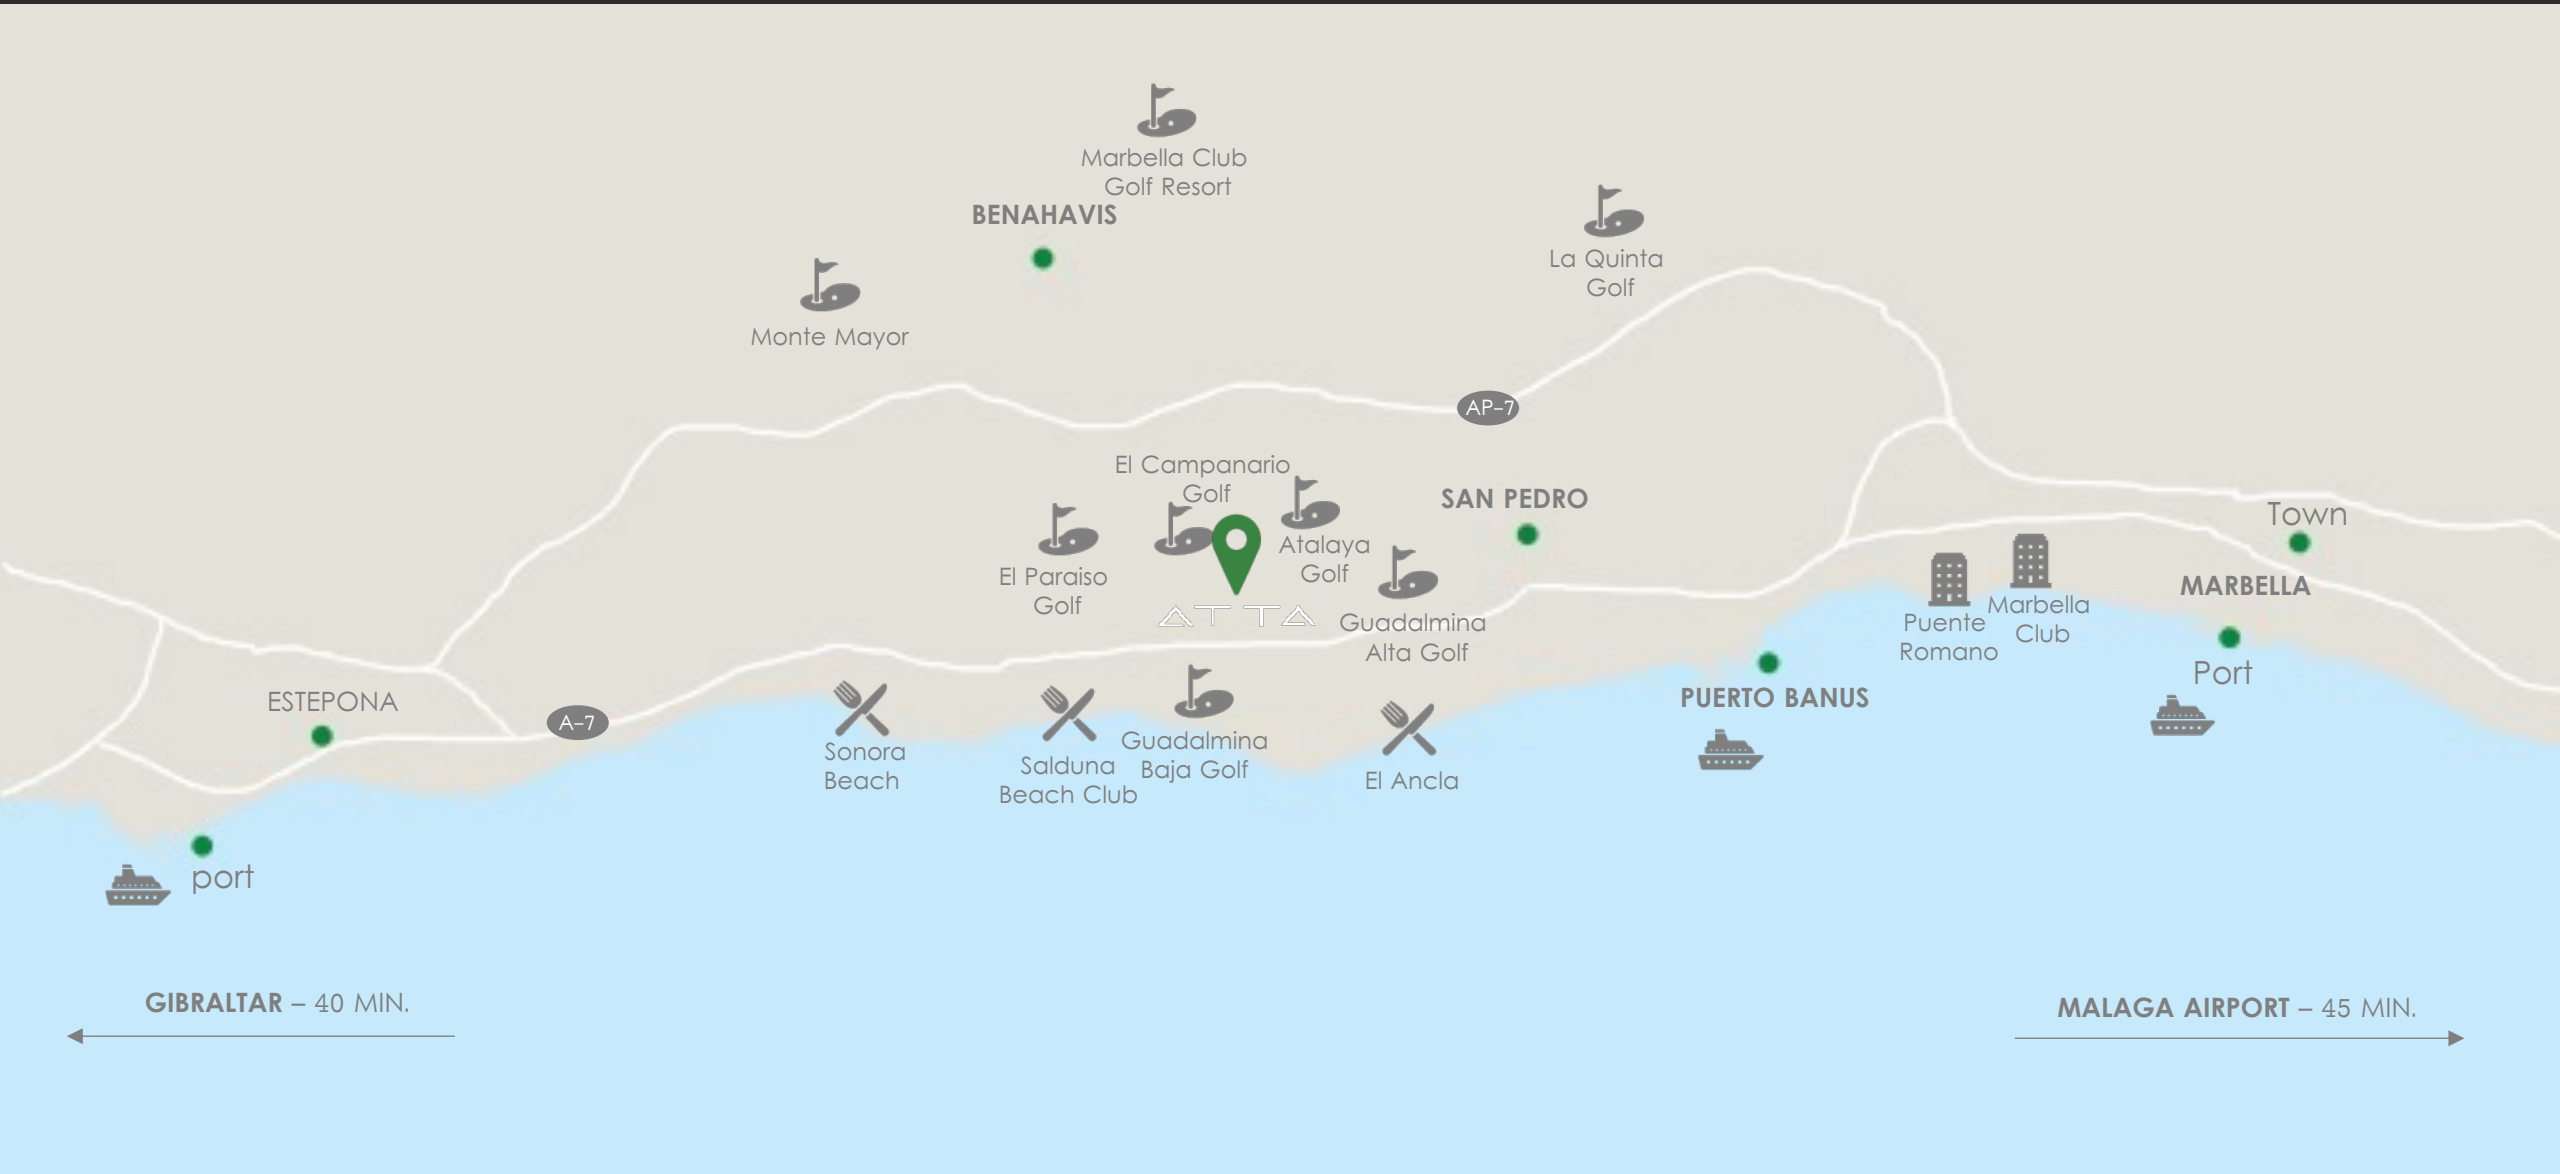 Marbella Club
Golf Resort
BENAHAVIS
La Quinta
Golf
Monte Mayor
AP-7
El Campanario
Golf
SAN PEDRO
Town
Atalaya
Golf
El Paraiso
Golf
MARBELLA
ATTA
Guadalmina
Alta Golf
Marbella
Club
Puente
Romano
Port
ESTEPONA
A-7
PUERTO BANUS
Sonora
Beach
Salduna
Beach Club
Guadalmina
Baja Golf
El Ancla
port
GIBRALTAR – 40 MIN.
MALAGA AIRPORT – 45 MIN.